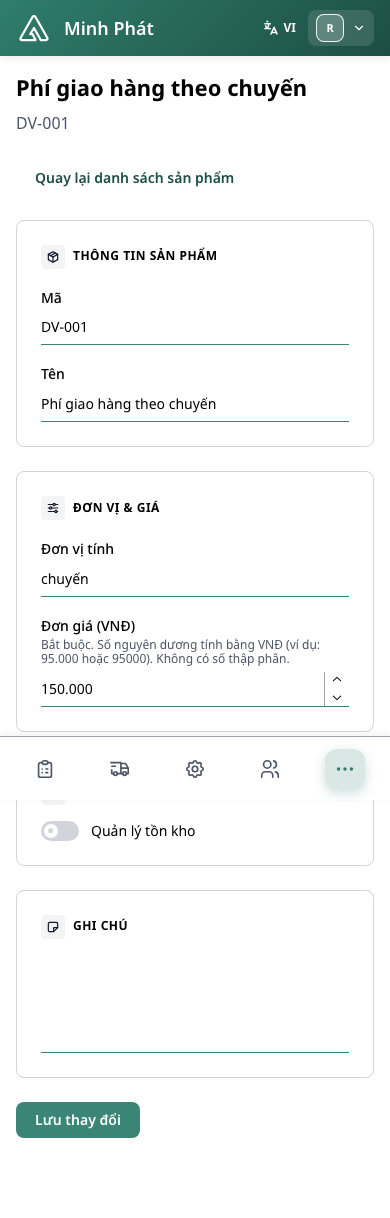 Minh Phát
VI
R
Phí giao hàng theo chuyến
DV-001
Quay lại danh sách sản phẩm
THÔNG TIN SẢN PHẨM
Mã
DV-001
Tên
Phí giao hàng theo chuyến
ĐƠN VỊ & GIÁ
Đơn vị tính
chuyến
Đơn giá (VNĐ)
Bắt buộc. Số nguyên dương tính bằng VNĐ (ví dụ:
95.000 hoặc 95000). Không có số thập phân.
150.000
Quản lý tồn kho
GHI CHÚ
Lưu thay đổi